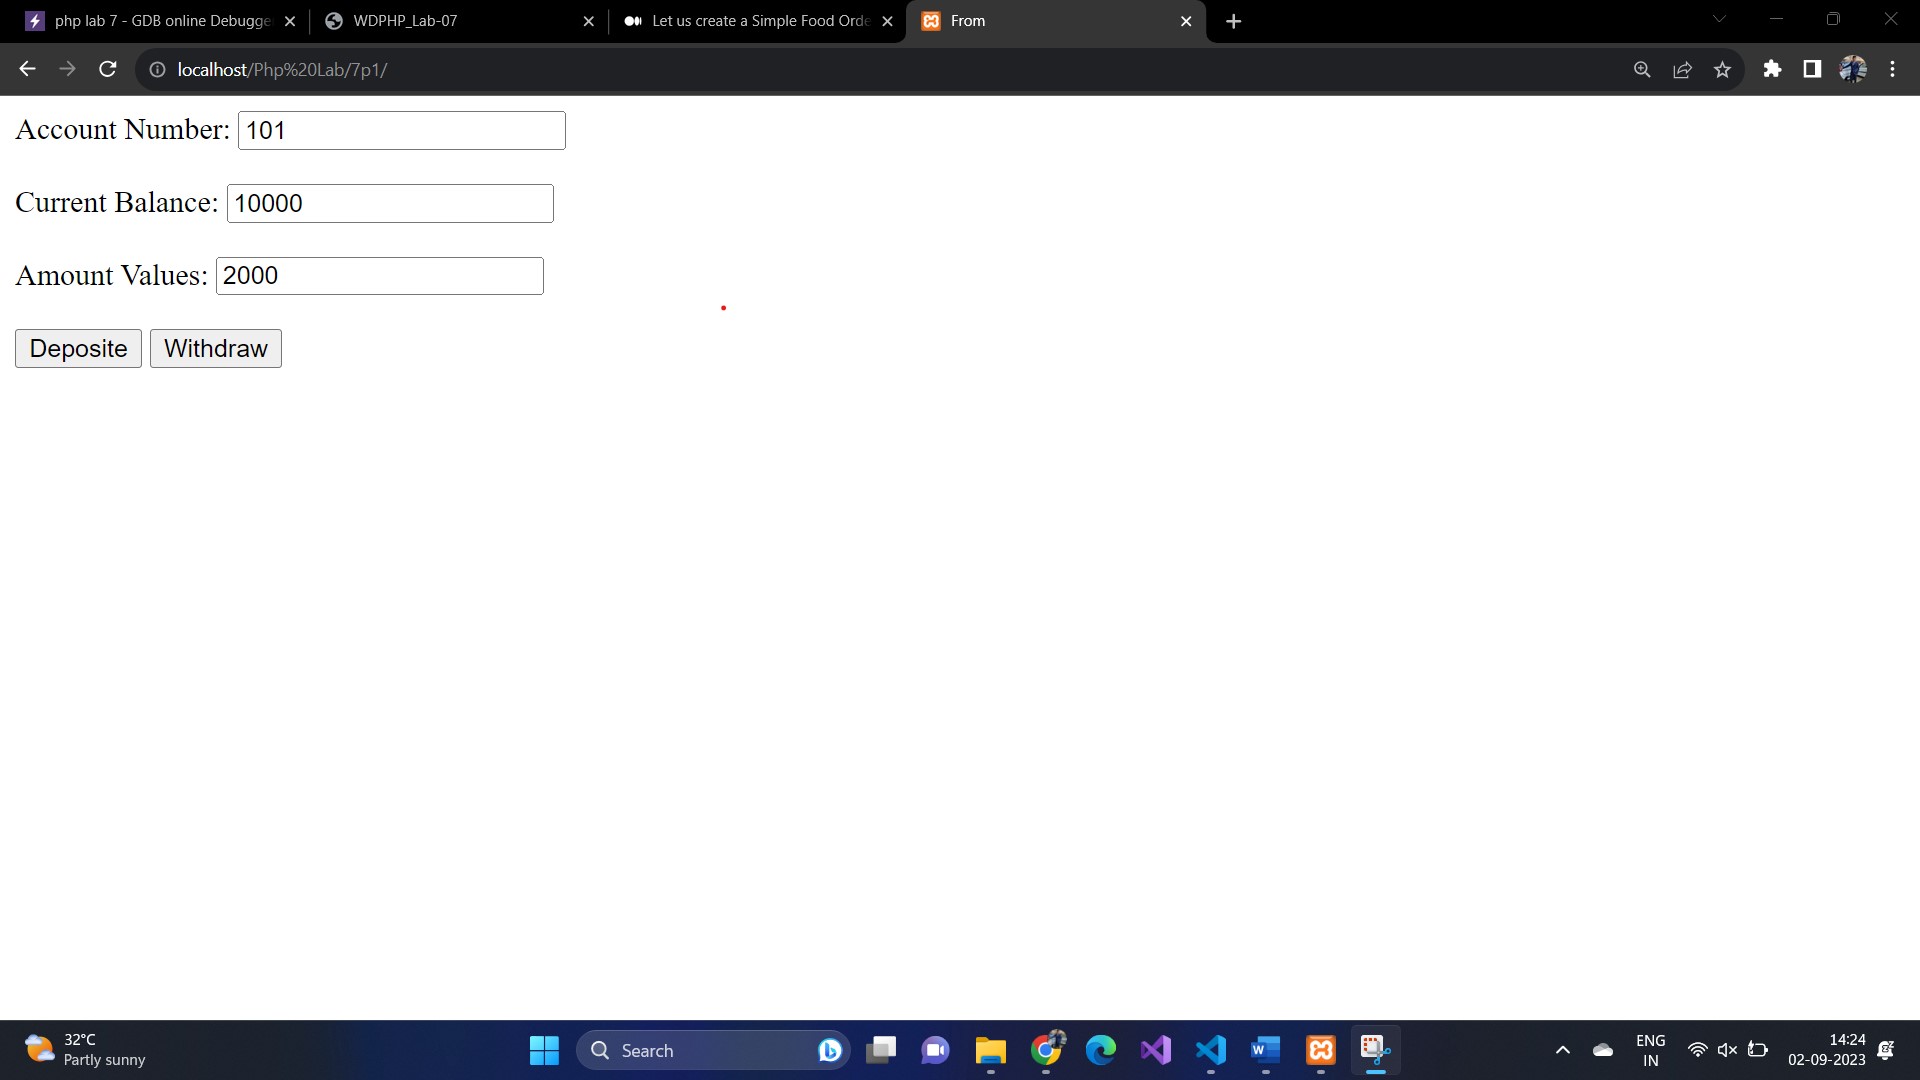 php lab 7 - GDB online Debugge
WDPHP_Lab-07
Let us create a Simple Food Orde
From
localhost/Php%20Lab/7p1/
Account Number: 101
Current Balance: 10000
Amount Values: 2000
Deposite Withdraw
32°C
Partly sunny
Search
ENG
IN
14:24
02-09-2023